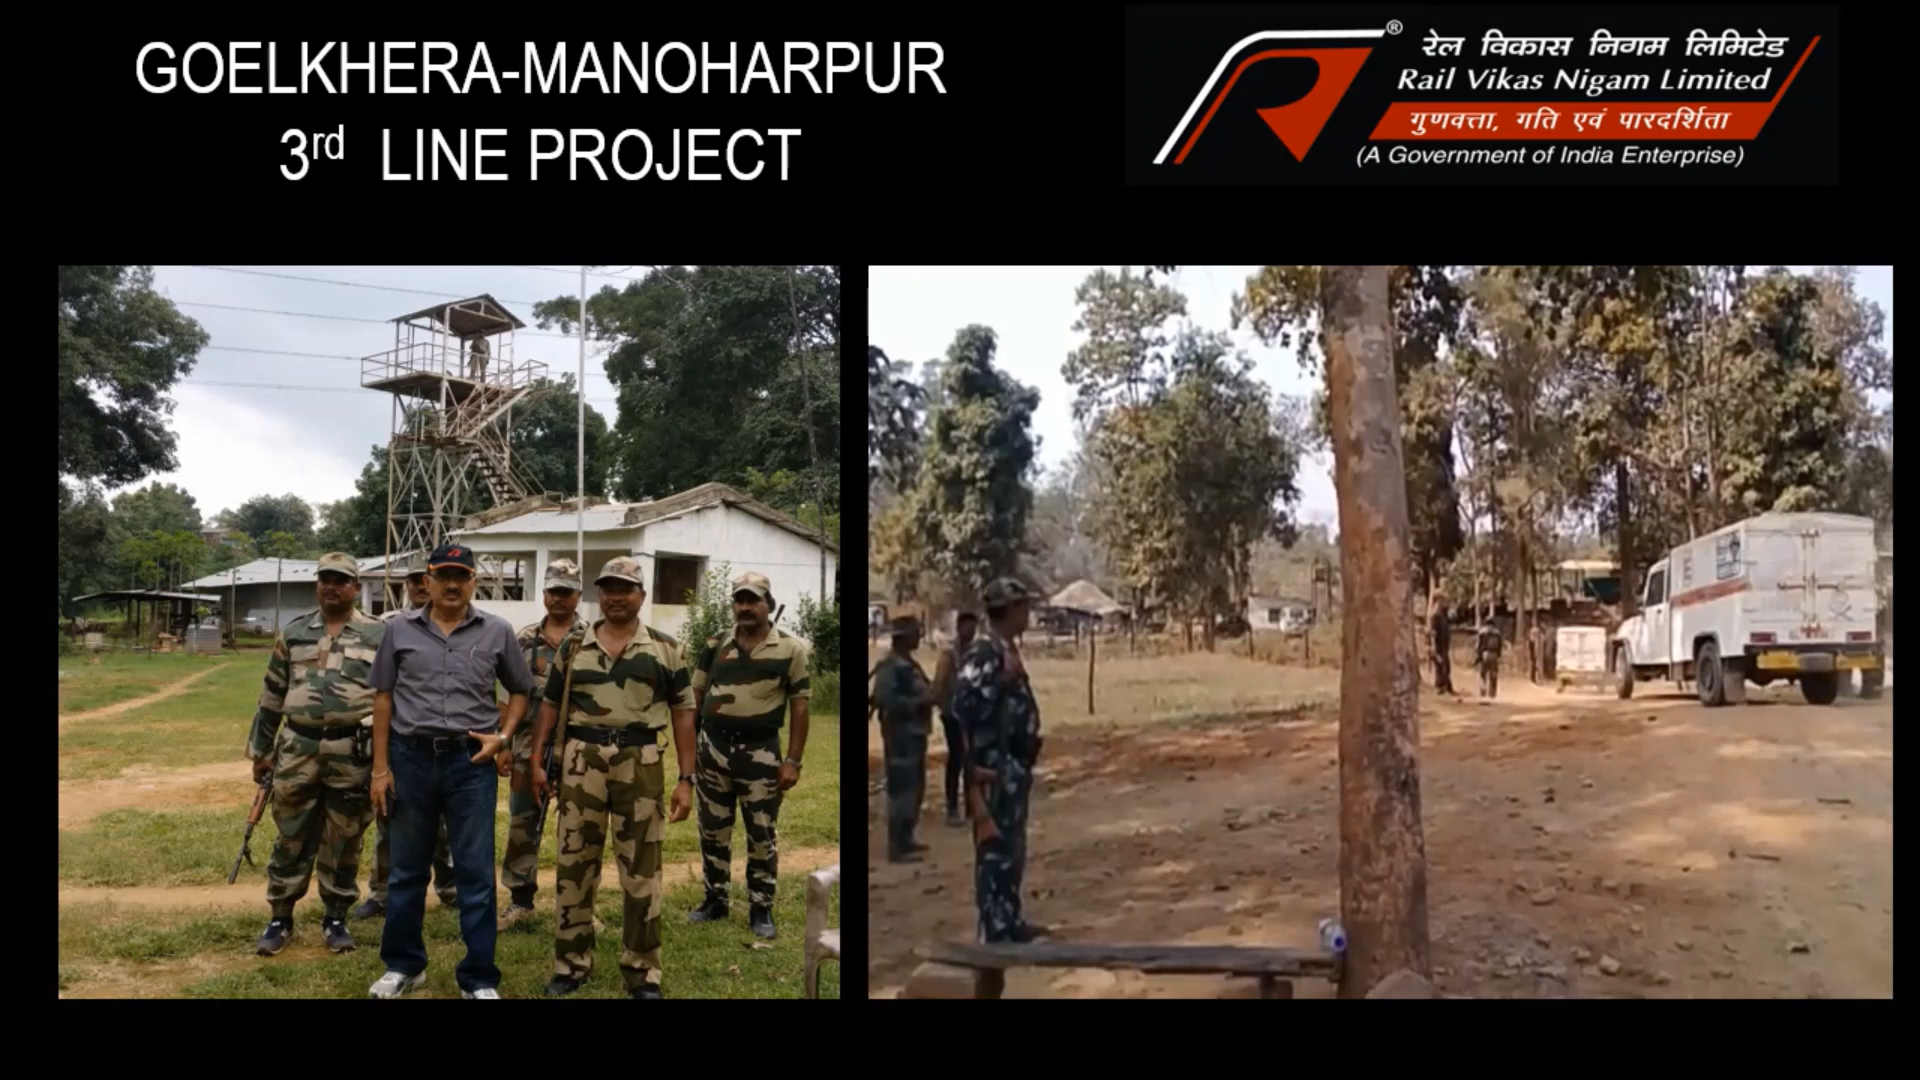 GOELKHERA-MANOHARPUR
3rd LINE PROJECT
®
रेल विकास निगम लिमिटेड
Rail Vikas Nigam Limited
गुणवत्ता, गति एवं पारदर्शिता
(A Government of India Enterprise)